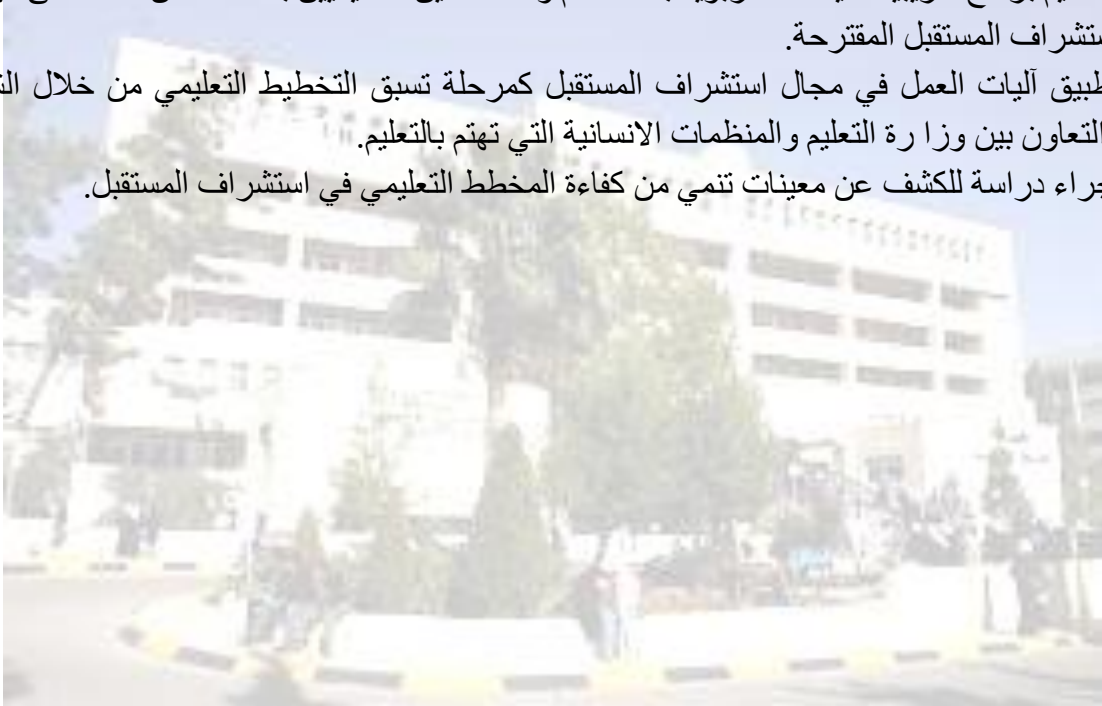 ستشراف المستقبل المقترحة.
طبيق آليات العمل في مجال استشراف المستقبل كمرحلة تسبق التخطيط التعليمي من خلال
التعاون بين وزا رة التعليم والمنظمات الانسانية التي تهتم بالتعليم.
جراء دراسة للكشف عن معينات تنمي من كفاءة المخطط التعليمي في استشراف المستقبل.